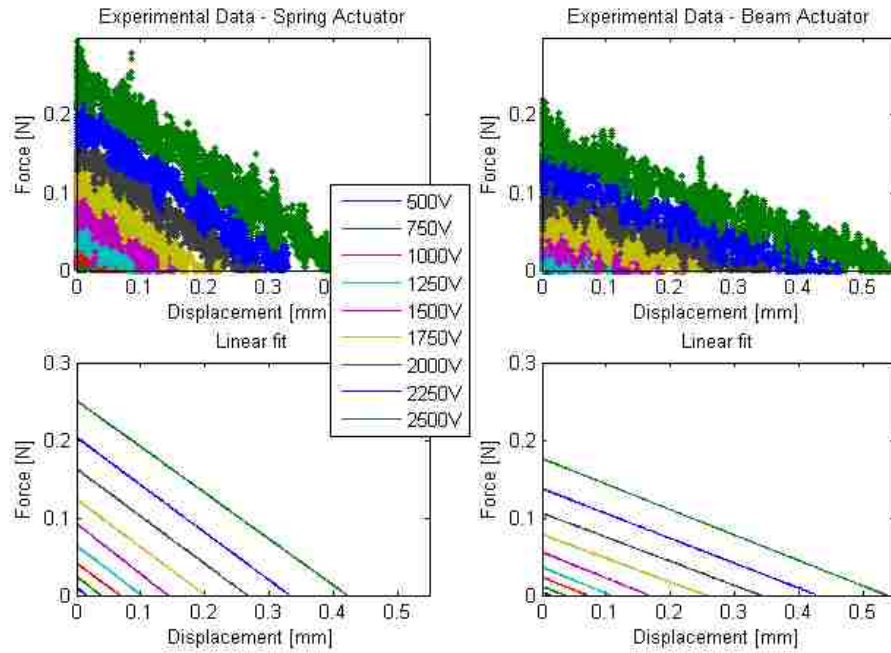 Experimental Data - Spring Actuator
Force [N]
0.2
0.1
0
0 0.1 0.2 0.3 0.4
Displacement [mm]
Experimental Data - Beam Actuator
Force [N]
0.2
0.1
0
0 0.1 0.2 0.3 0.4 0.5
Displacement [mm]
500V
750V
1000V
1250V
1500V
1750V
2000V
2250V
2500V
Linear fit
Force [N]
0.3
0.2
0.1
0
0 0.1 0.2 0.3 0.4 0.5
Displacement [mm]
Linear fit
Force [N]
0.3
0.2
0.1
0
0 0.1 0.2 0.3 0.4 0.5
Displacement [mm]